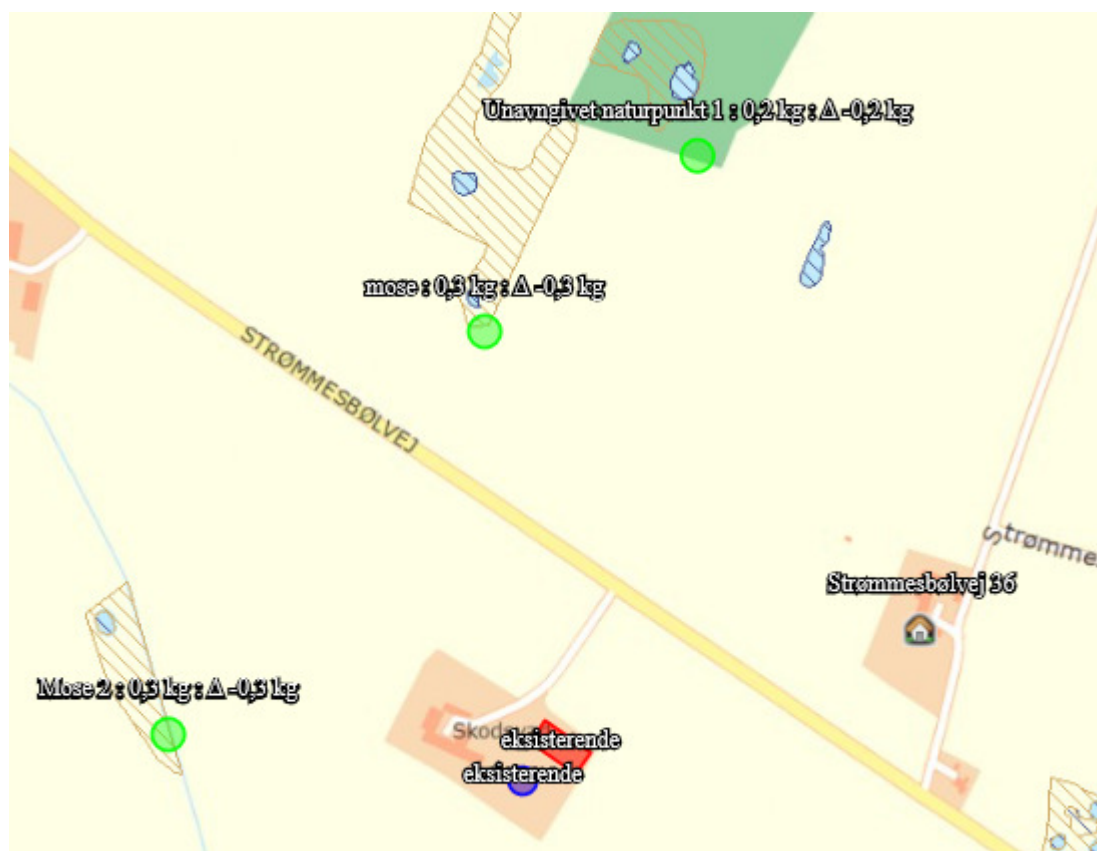 Unavngivet naturpunkt 1 : 0,2 kg : Δ -0,2 kg
mose : 0,3 kg : Δ -0,3 kg
STRØMMESBØLVEJ
Strømmes
Strømmesbølvej 36
Mose 2 : 0,3 kg : Δ -0,3 kg
eksisterende
eksisterende